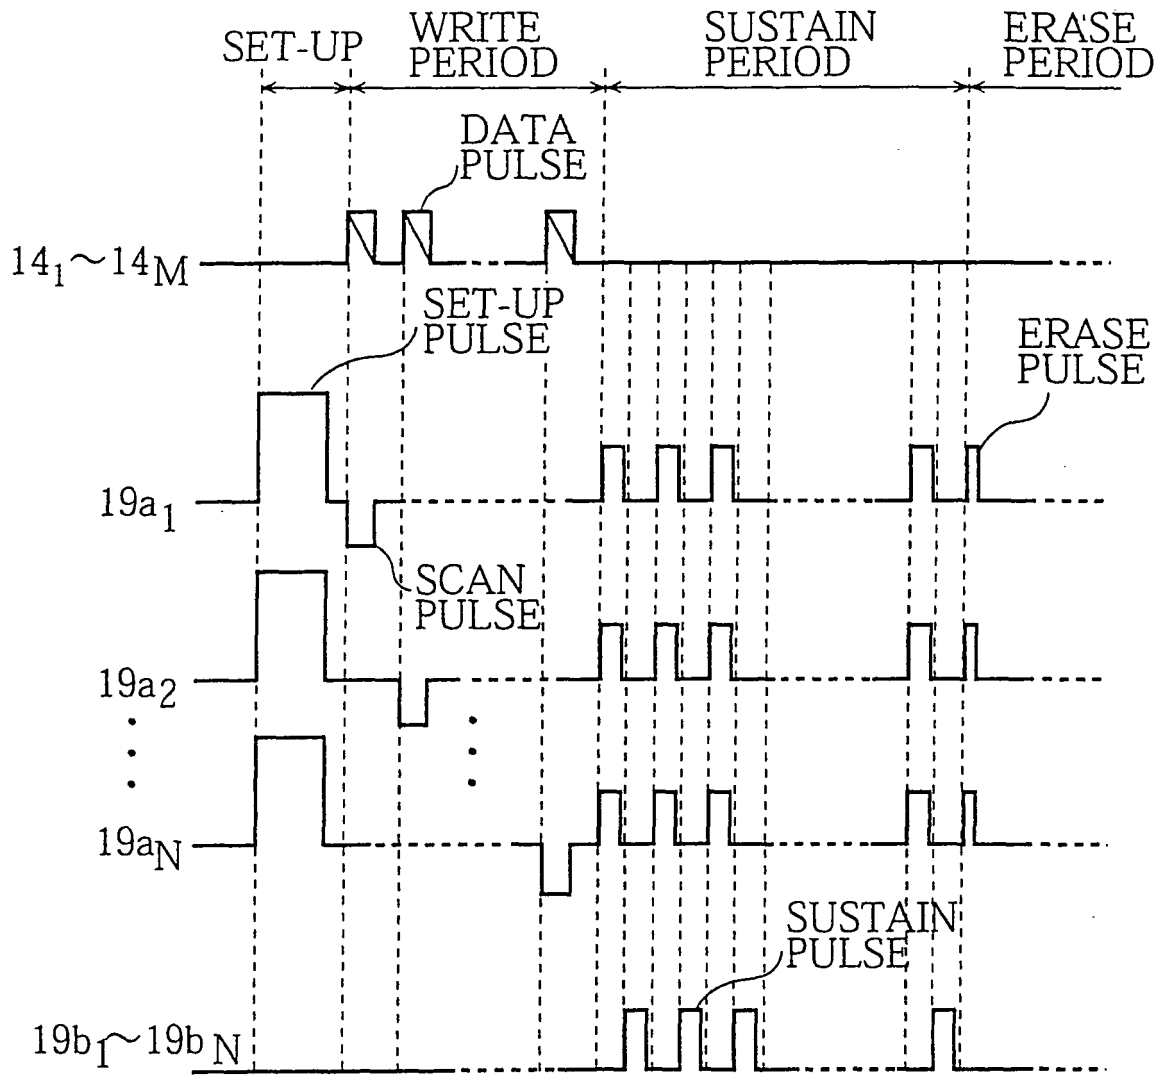 SET-UP
WRITE
PERIOD
SUSTAIN
PERIOD
ERASE
PERIOD
DATA
PULSE
14₁~14M
SET-UP
PULSE
ERASE
PULSE
19a₁
SCAN
PULSE
19a₂
19aN
SUSTAIN
PULSE
19b₁~19bN